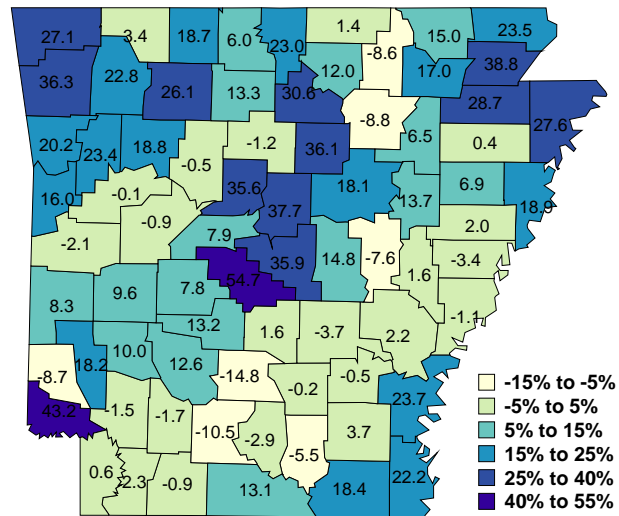 27.1 3.4 18.7 6.0 23.0 1.4 -8.6 15.0 23.5
36.3 22.8 26.1 13.3 30.6 12.0 17.0 38.8
-8.8 28.7 27.6
20.2 23.4 18.8 -0.5 -1.2 36.1 6.5 0.4
16.0 -0.1 35.6 18.1 13.7 6.9 18.9
-2.1 -0.9 7.9 37.7 2.0
54.7 35.9 14.8 -7.6 1.6 -3.4
8.3 9.6 7.8 -1.1
13.2 1.6 -3.7 2.2
-8.7 18.2 10.0 12.6 -14.8 -0.2 -0.5 23.7
43.2 -1.5 -1.7 -10.5 -2.9 -5.5 3.7
0.6 -2.3 -0.9 13.1 18.4 22.2
-15% to -5%
-5% to 5%
5% to 15%
15% to 25%
25% to 40%
40% to 55%